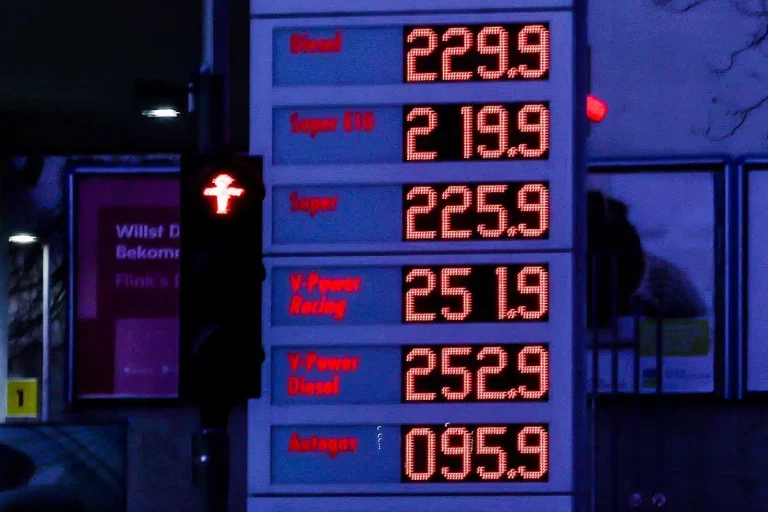 Diesel 229.9
Super E10 219.9
Super 225.9
V-Power
Racing 251.9
V-Power
Diesel 252.9
Autogas 095.9
Willst
Bekomm
Flink's
1